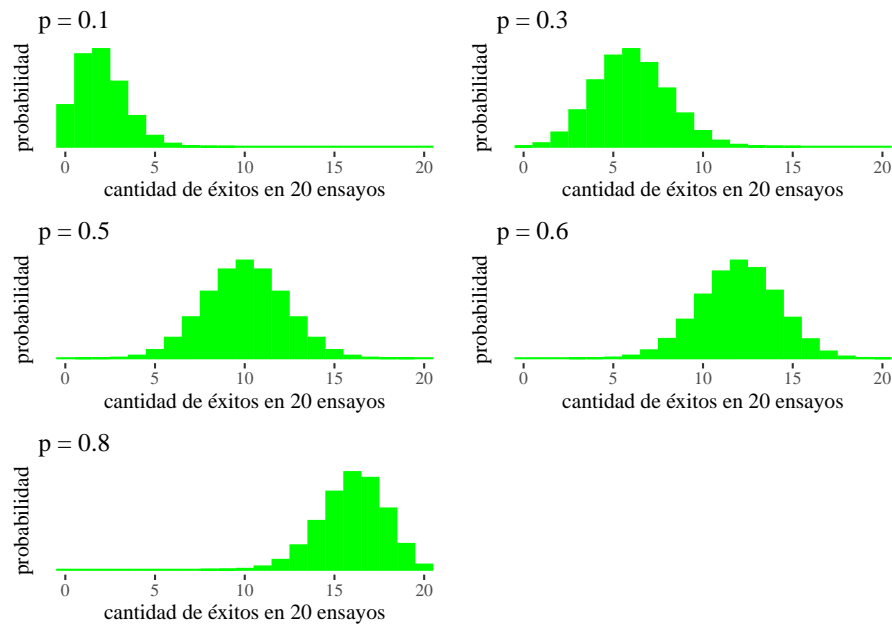 p = 0.1
probabilidad
0 5 10 15 20
cantidad de éxitos en 20 ensayos
p = 0.3
probabilidad
0 5 10 15 20
cantidad de éxitos en 20 ensayos
p = 0.5
probabilidad
0 5 10 15 20
cantidad de éxitos en 20 ensayos
p = 0.6
probabilidad
0 5 10 15 20
cantidad de éxitos en 20 ensayos
p = 0.8
probabilidad
0 5 10 15 20
cantidad de éxitos en 20 ensayos